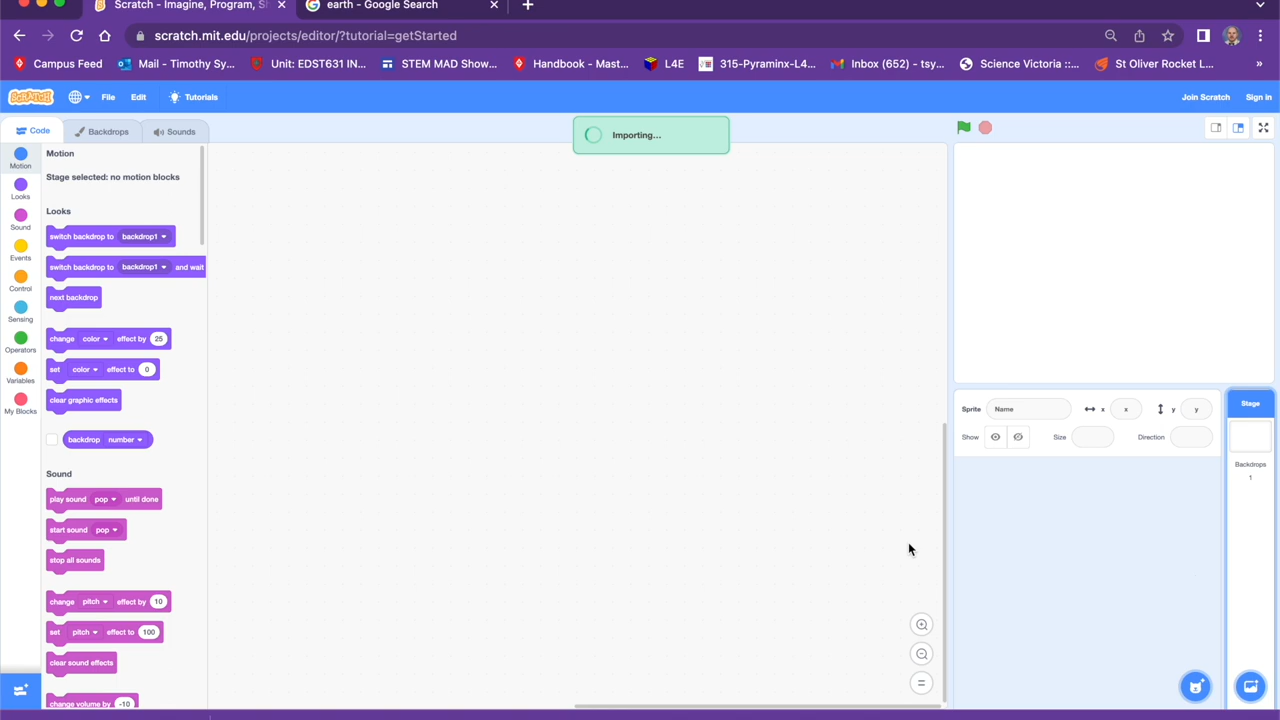 Scratch - Imagine, Program, S
earth - Google Search
scratch.mit.edu/projects/editor/?tutorial=getStarted
Campus Feed
Mail - Timothy Sy...
Unit: EDST631 IN...
STEM MAD Show...
Handbook - Mast...
L4E
315-Pyraminx-L4...
Inbox (652) - tsy...
Science Victoria ::...
St Oliver Rocket L...
»
SCRATCH
File
Edit
Tutorials
Join Scratch
Sign in
Code
Backdrops
Sounds
Importing...
Motion
Looks
Sound
Events
Control
Sensing
Operators
Variables
My Blocks
Motion
Stage selected: no motion blocks
Looks
switch backdrop to backdrop1
switch backdrop to backdrop1 and wait
next backdrop
change color effect by 25
set color effect to 0
clear graphic effects
backdrop number
Sound
play sound pop until done
start sound pop
stop all sounds
change pitch effect by 10
set pitch effect to 100
clear sound effects
change volume by -10
Sprite Name x x y y
Show Size Direction
Stage
Backdrops
1